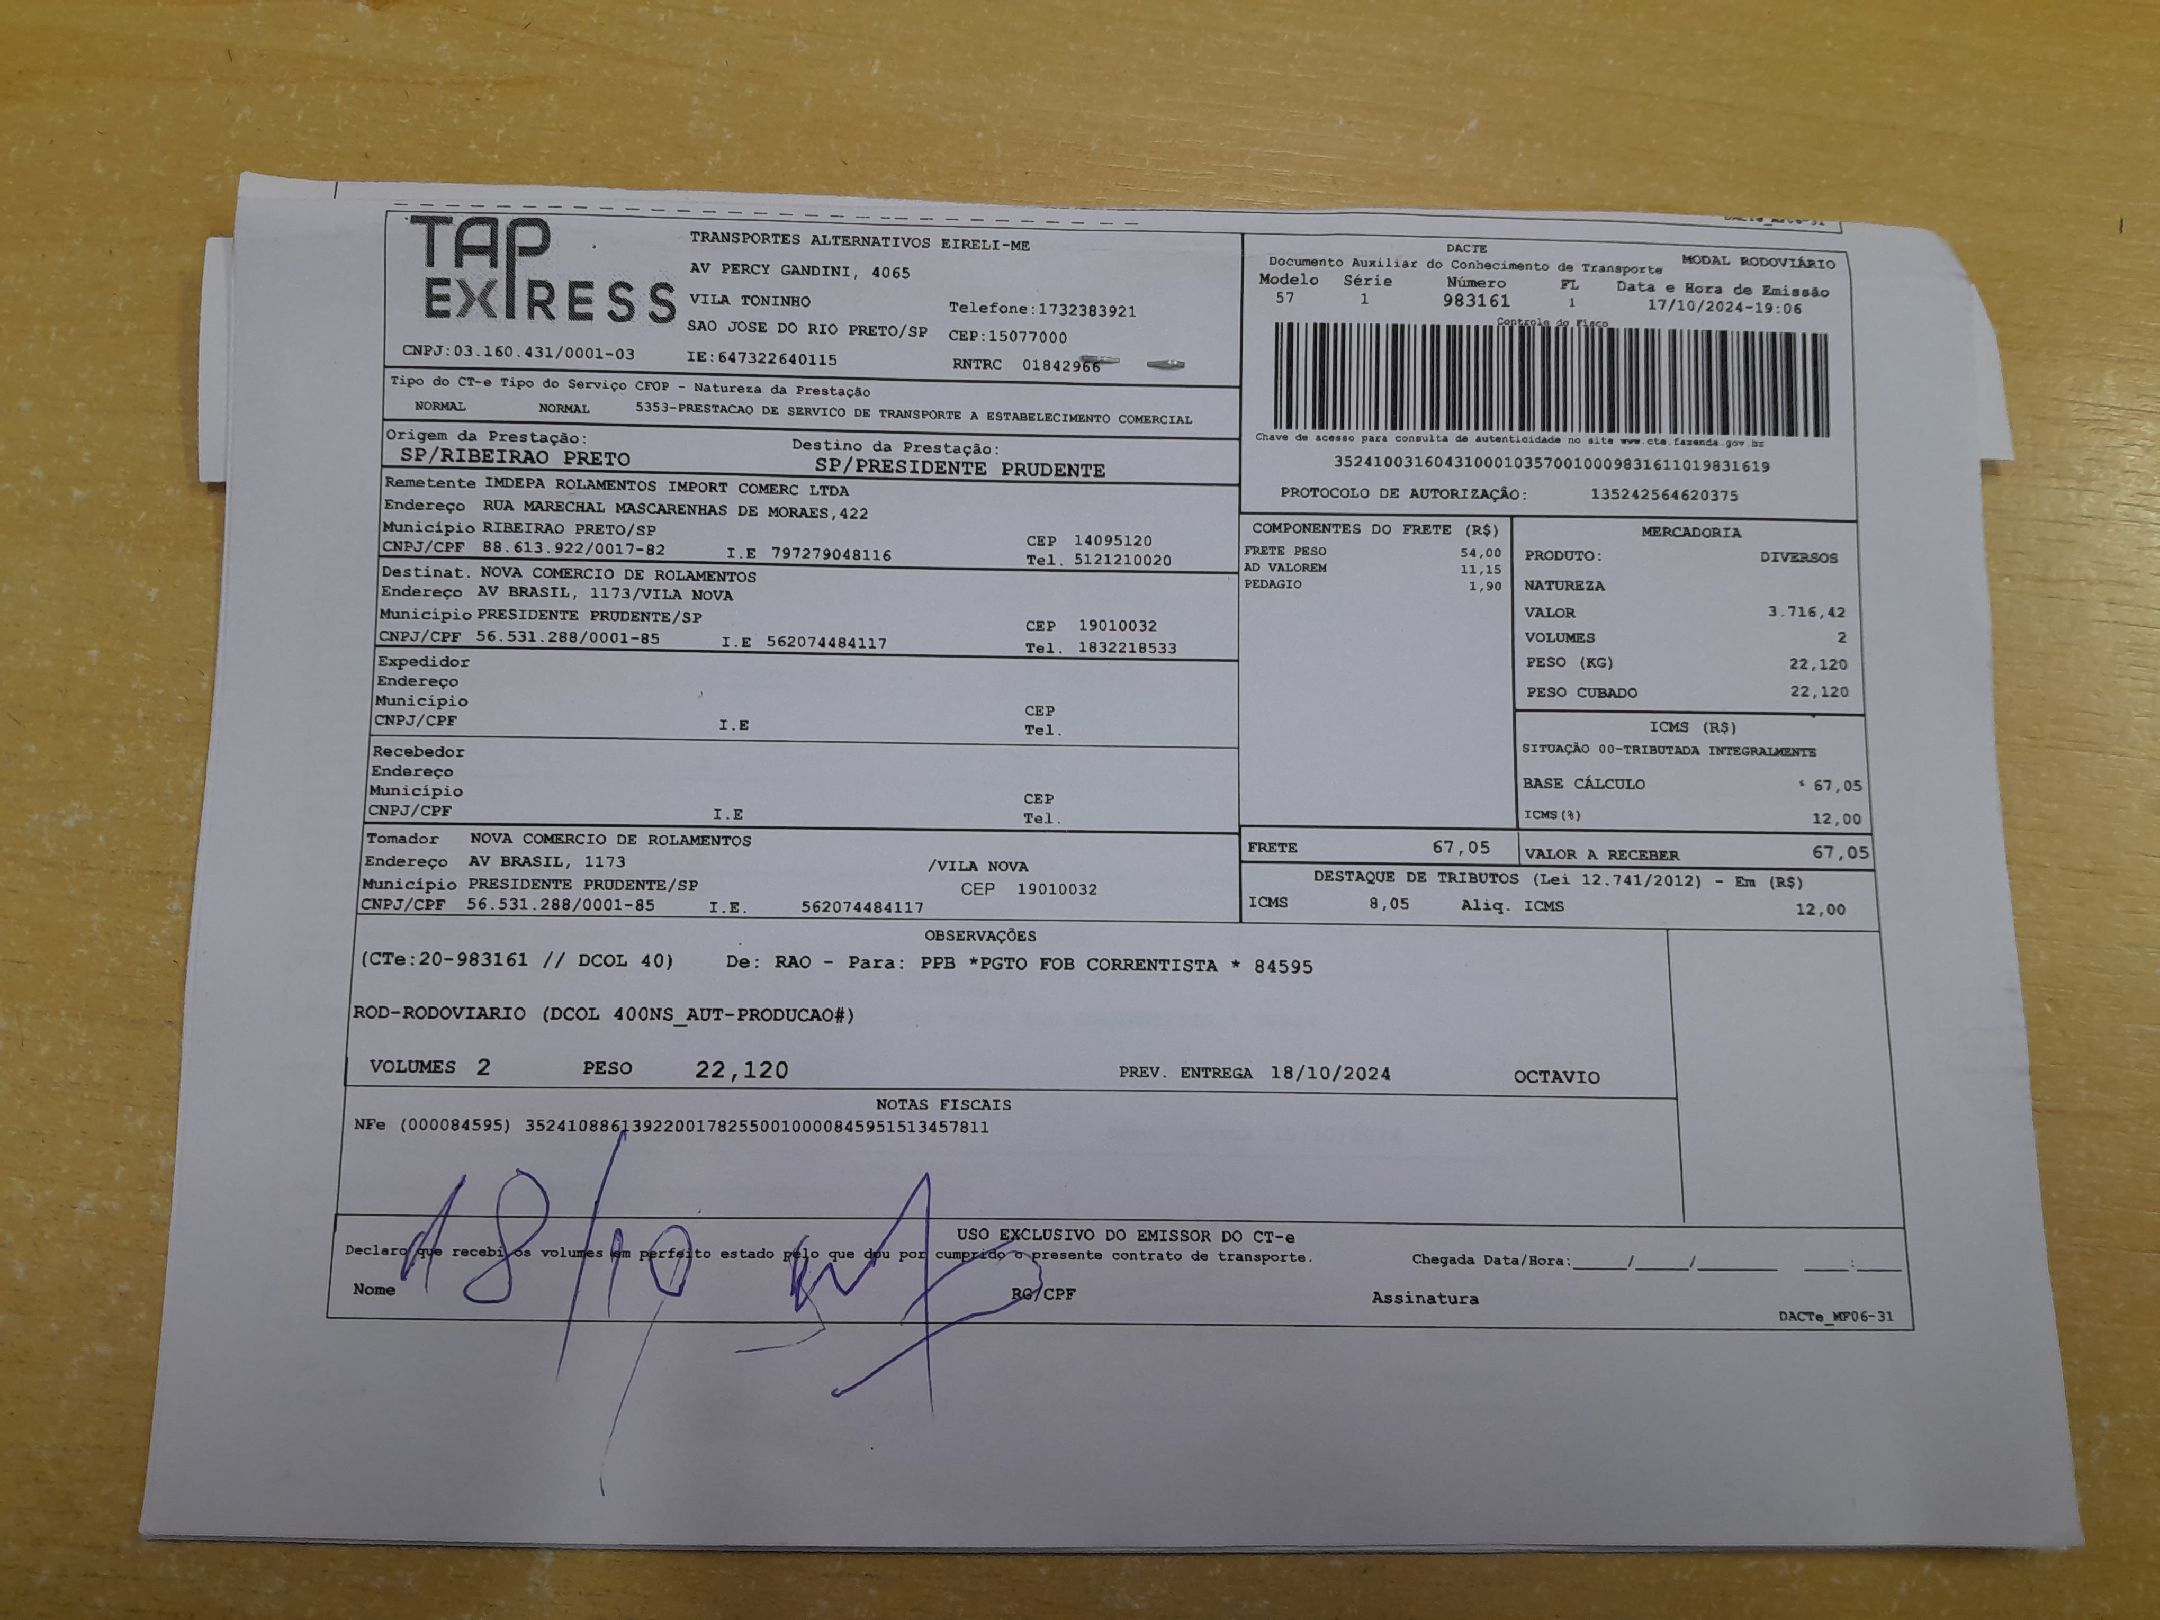 TAP EXPRESS
TRANSPORTES ALTERNATIVOS EIRELI-ME
AV PERCY GANDINI, 4065
VILA TONINHO
Telefone:1732383921
SAO JOSE DO RIO PRETO/SP CEP:15077000
CNPJ:03.160.431/0001-03 IE:647322640115 RNTRC 01842966
DACTE
Documento Auxiliar do Conhecimento de Transporte MODAL RODOVIÁRIO
Modelo Série Número FL Data e Hora de Emissão
57 1 983161 1 17/10/2024-19:06
Controle do Fisco
Chave de acesso para consulta de autenticidade no site www.cte.fazenda.gov.br
35241003160431000103570010009831611019831619
PROTOCOLO DE AUTORIZAÇÃO: 135242564620375
Tipo do CT-e Tipo do Serviço CFOP - Natureza da Prestação
NORMAL NORMAL 5353-PRESTACAO DE SERVICO DE TRANSPORTE A ESTABELECIMENTO COMERCIAL
Origem da Prestação: Destino da Prestação:
SP/RIBEIRAO PRETO SP/PRESIDENTE PRUDENTE
Remetente IMDEPA ROLAMENTOS IMPORT COMERC LTDA
Endereço RUA MARECHAL MASCARENHAS DE MORAES,422
Município RIBEIRAO PRETO/SP CEP 14095120
CNPJ/CPF 88.613.922/0017-82 I.E 797279048116 Tel. 5121210020
Destinat. NOVA COMERCIO DE ROLAMENTOS
Endereço AV BRASIL, 1173/VILA NOVA
Município PRESIDENTE PRUDENTE/SP CEP 19010032
CNPJ/CPF 56.531.288/0001-85 I.E 562074484117 Tel. 1832218533
Expedidor
Endereço
Município CEP
CNPJ/CPF I.E Tel.
Recebedor
Endereço
Município CEP
CNPJ/CPF I.E Tel.
Tomador NOVA COMERCIO DE ROLAMENTOS
Endereço AV BRASIL, 1173 /VILA NOVA
Município PRESIDENTE PRUDENTE/SP CEP 19010032
CNPJ/CPF 56.531.288/0001-85 I.E. 562074484117
COMPONENTES DO FRETE (R$)
FRETE PESO 54,00
AD VALOREM 11,15
PEDAGIO 1,90
MERCADORIA
PRODUTO: DIVERSOS
NATUREZA
VALOR 3.716,42
VOLUMES 2
PESO (KG) 22,120
PESO CUBADO 22,120
ICMS (R$)
SITUAÇÃO 00-TRIBUTADA INTEGRALMENTE
BASE CÁLCULO 67,05
ICMS(%) 12,00
FRETE 67,05 VALOR A RECEBER 67,05
DESTAQUE DE TRIBUTOS (Lei 12.741/2012) - Em (R$)
ICMS 8,05 Aliq. ICMS 12,00
OBSERVAÇÕES
(CTe:20-983161 // DCOL 40) De: RAO - Para: PPB *PGTO FOB CORRENTISTA * 84595
ROD-RODOVIARIO (DCOL 400NS_AUT-PRODUCAO#)
VOLUMES 2 PESO 22,120 PREV. ENTREGA 18/10/2024 OCTAVIO
NOTAS FISCAIS
NFe (000084595) 35241088613922001782550010000845951513457811
18/10
USO EXCLUSIVO DO EMISSOR DO CT-e
Declaro que recebi os volumes em perfeito estado pelo que dou por cumprido o presente contrato de transporte. Chegada Data/Hora:____/____/______ ___:___
Nome RG/CPF Assinatura
DACTe_MF06-31